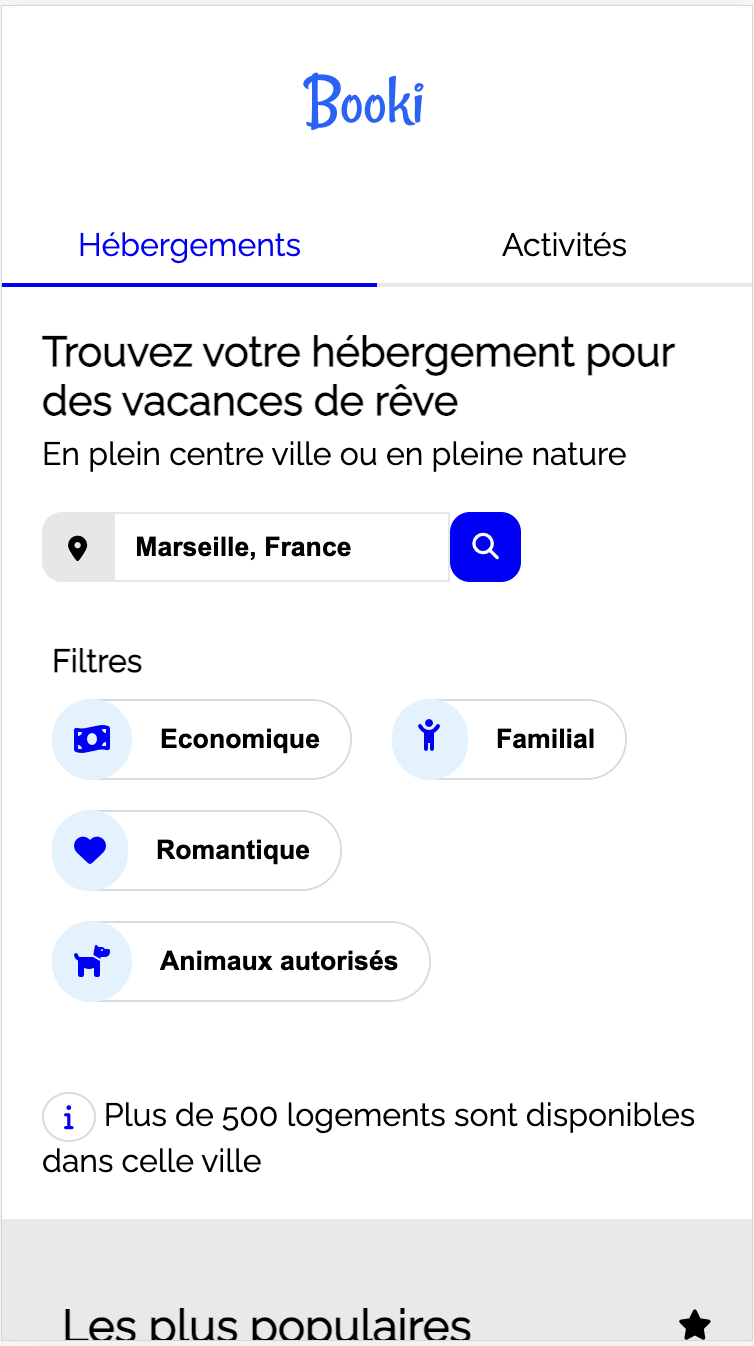 Booki
Hébergements
Activités
Trouvez votre hébergement pour
des vacances de rêve
En plein centre ville ou en pleine nature
Marseille, France
Filtres
Economique
Familial
Romantique
Animaux autorisés
i Plus de 500 logements sont disponibles
dans celle ville
Les plus populaires